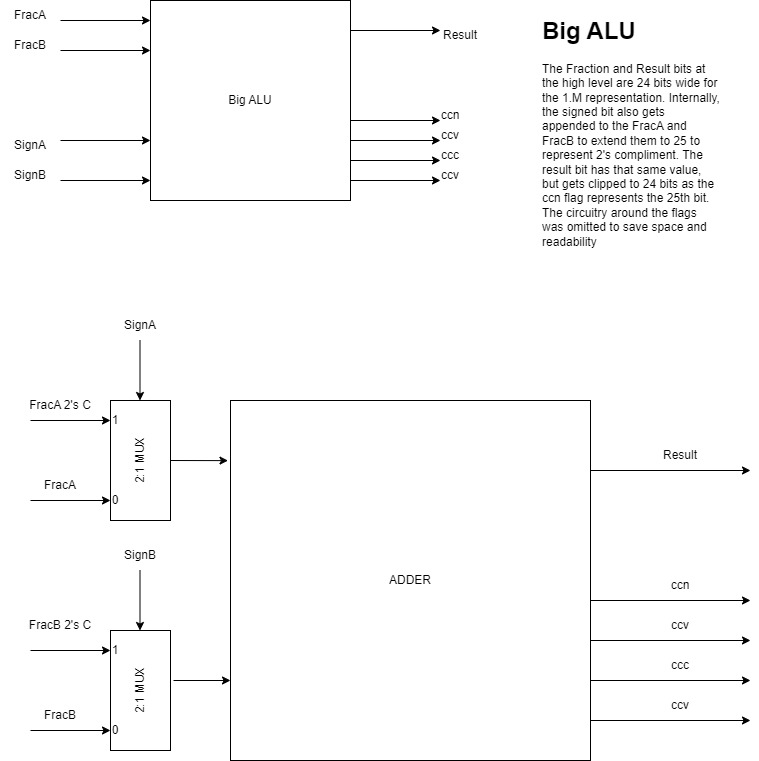 FracA
FracB
SignA
SignB
Big ALU
Result
ccn
ccv
ccc
ccv
Big ALU
The Fraction and Result bits at
the high level are 24 bits wide for
the 1.M representation. Internally,
the signed bit also gets
appended to the FracA and
FracB to extend them to 25 to
represent 2's compliment. The
result bit has that same value,
but gets clipped to 24 bits as the
ccn flag represents the 25th bit.
The circuitry around the flags
was omitted to save space and
readability
SignA
FracA 2's C
1
2:1 MUX
FracA
0
SignB
FracB 2's C
1
2:1 MUX
FracB
0
ADDER
Result
ccn
ccv
ccc
ccv